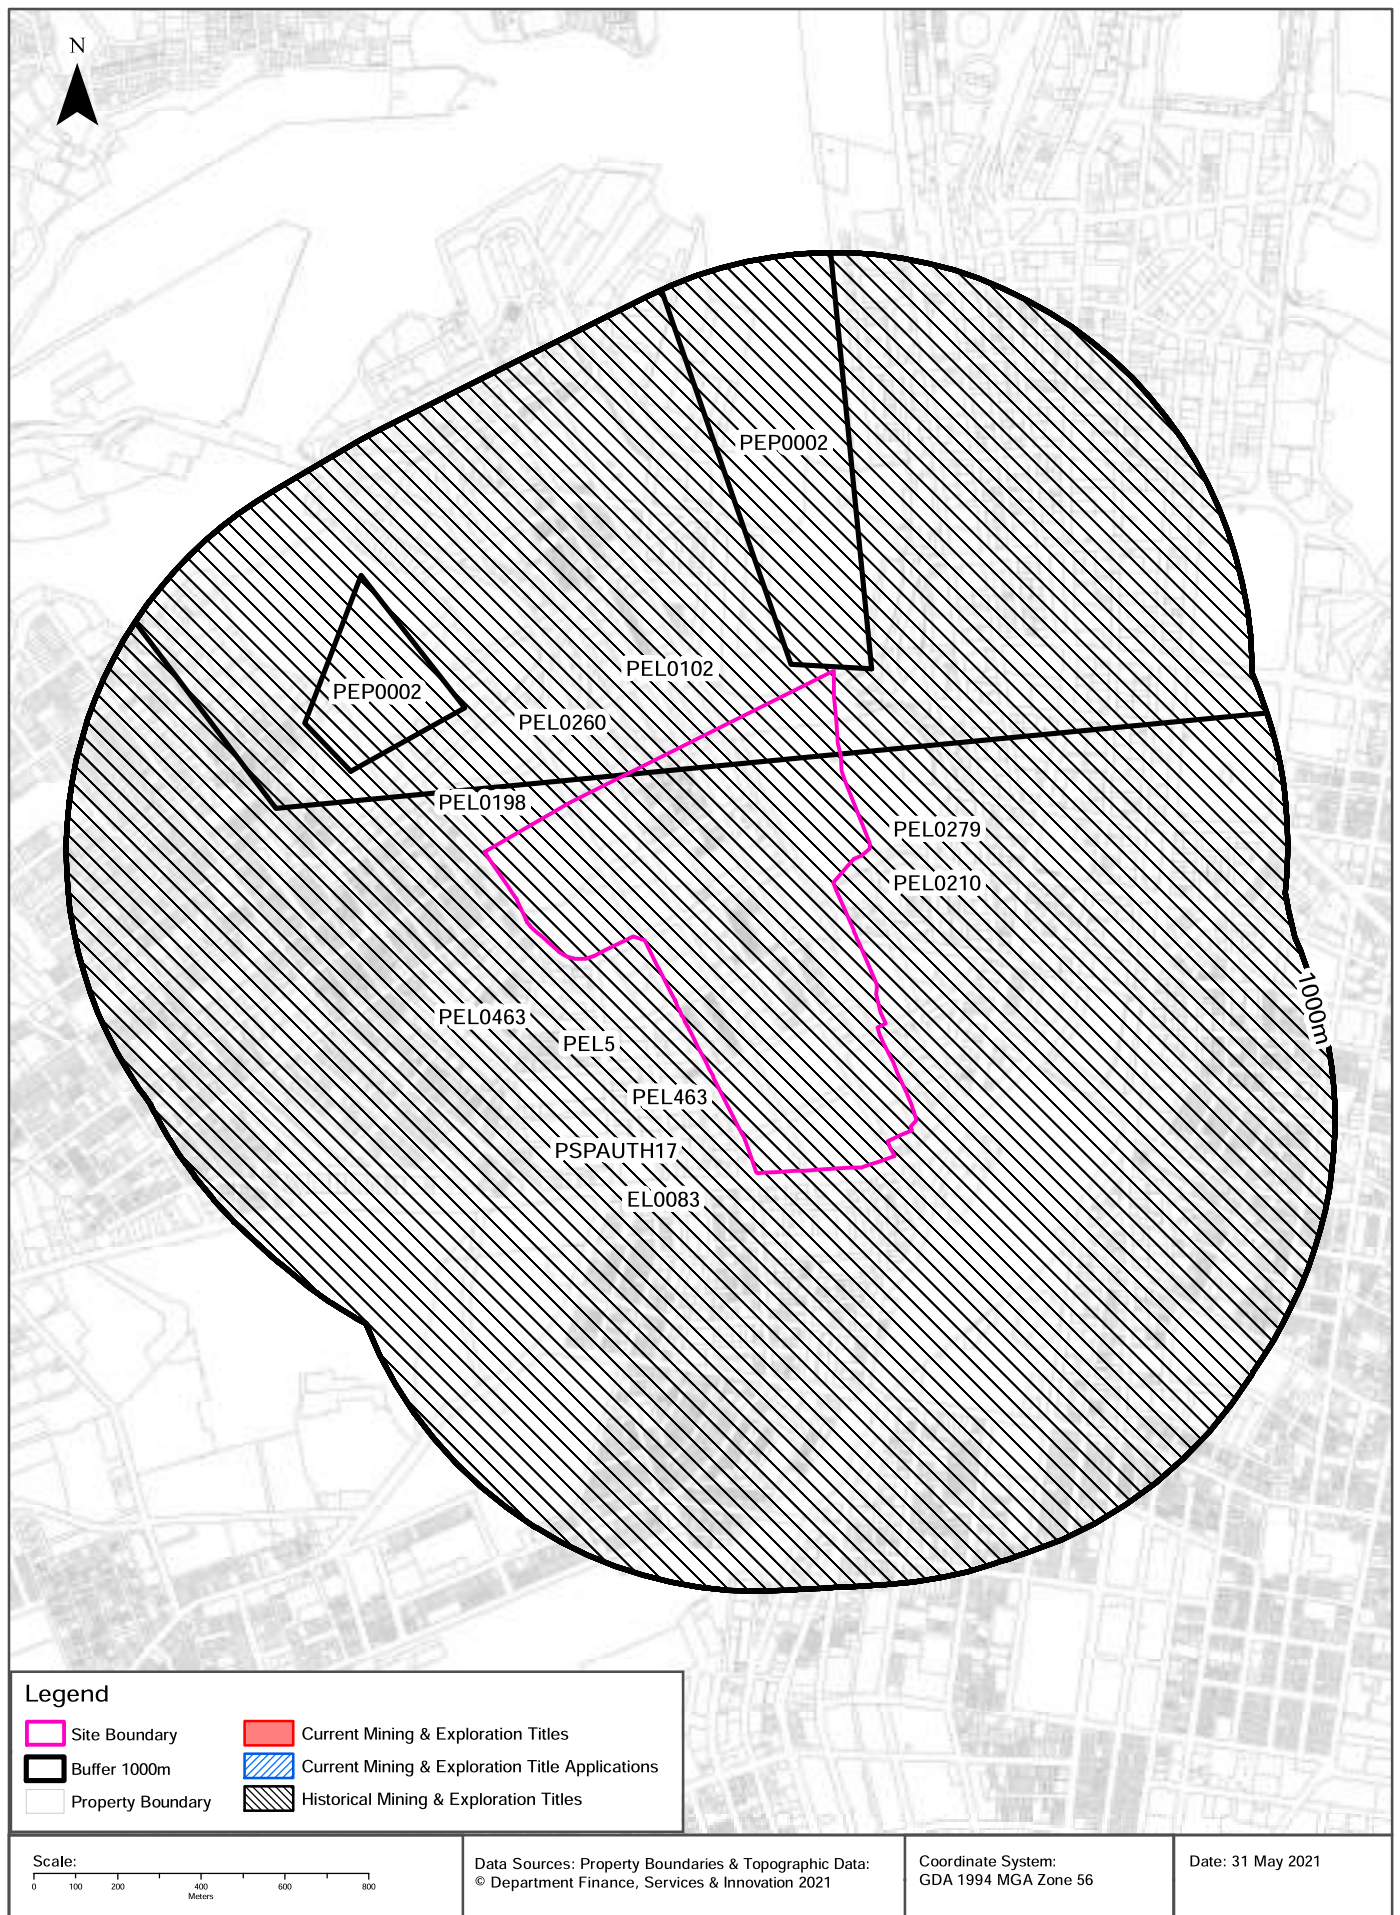 N
PEP0002
PEL0102
PEP0002
PEL0260
PEL0198
PEL0279
PEL0210
1000m
PEL0463
PEL5
PEL463
PSPAUTH17
EL0083
Legend
Site Boundary
Buffer 1000m
Property Boundary
Current Mining & Exploration Titles
Current Mining & Exploration Title Applications
Historical Mining & Exploration Titles
Scale:
0 100 200 400 600 800
Meters
Data Sources: Property Boundaries & Topographic Data:
© Department Finance, Services & Innovation 2021
Coordinate System:
GDA 1994 MGA Zone 56
Date: 31 May 2021